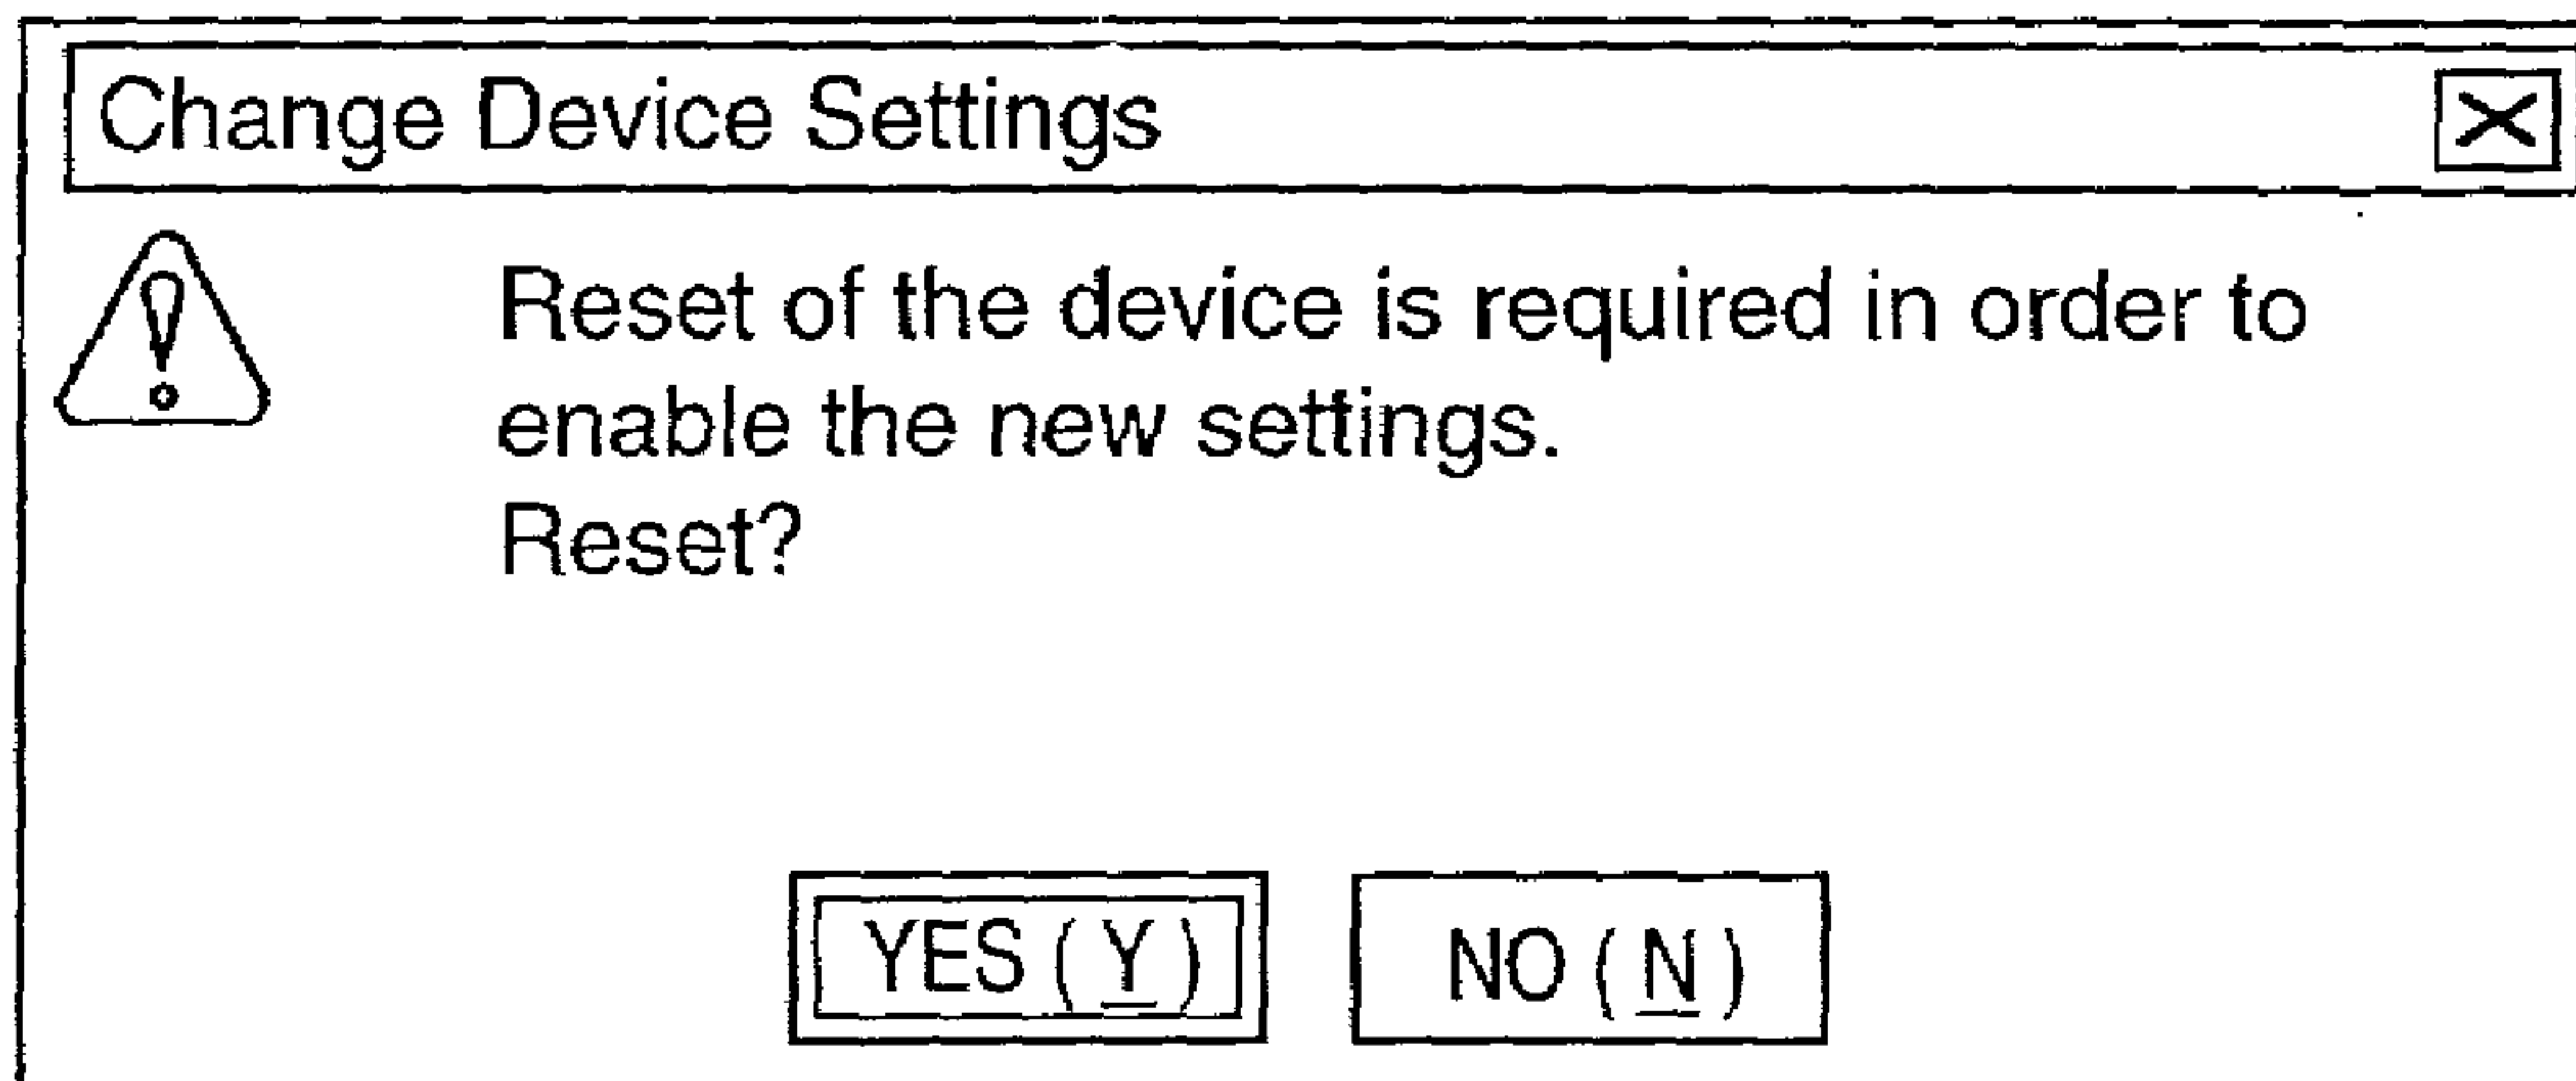 Change Device Settings
Reset of the device is required in order to
enable the new settings.
Reset?
YES ( Y ) NO ( N )